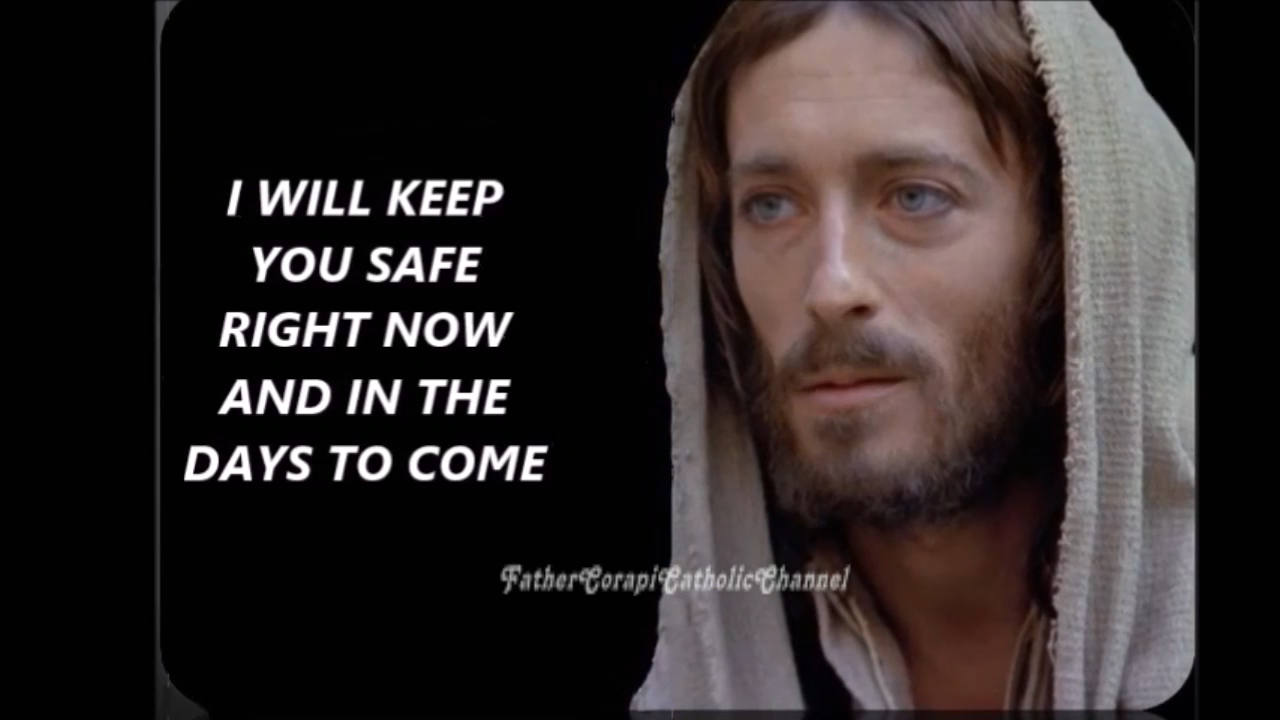 I WILL KEEP
YOU SAFE
RIGHT NOW
AND IN THE
DAYS TO COME
FatherCorapiCatholicChannel